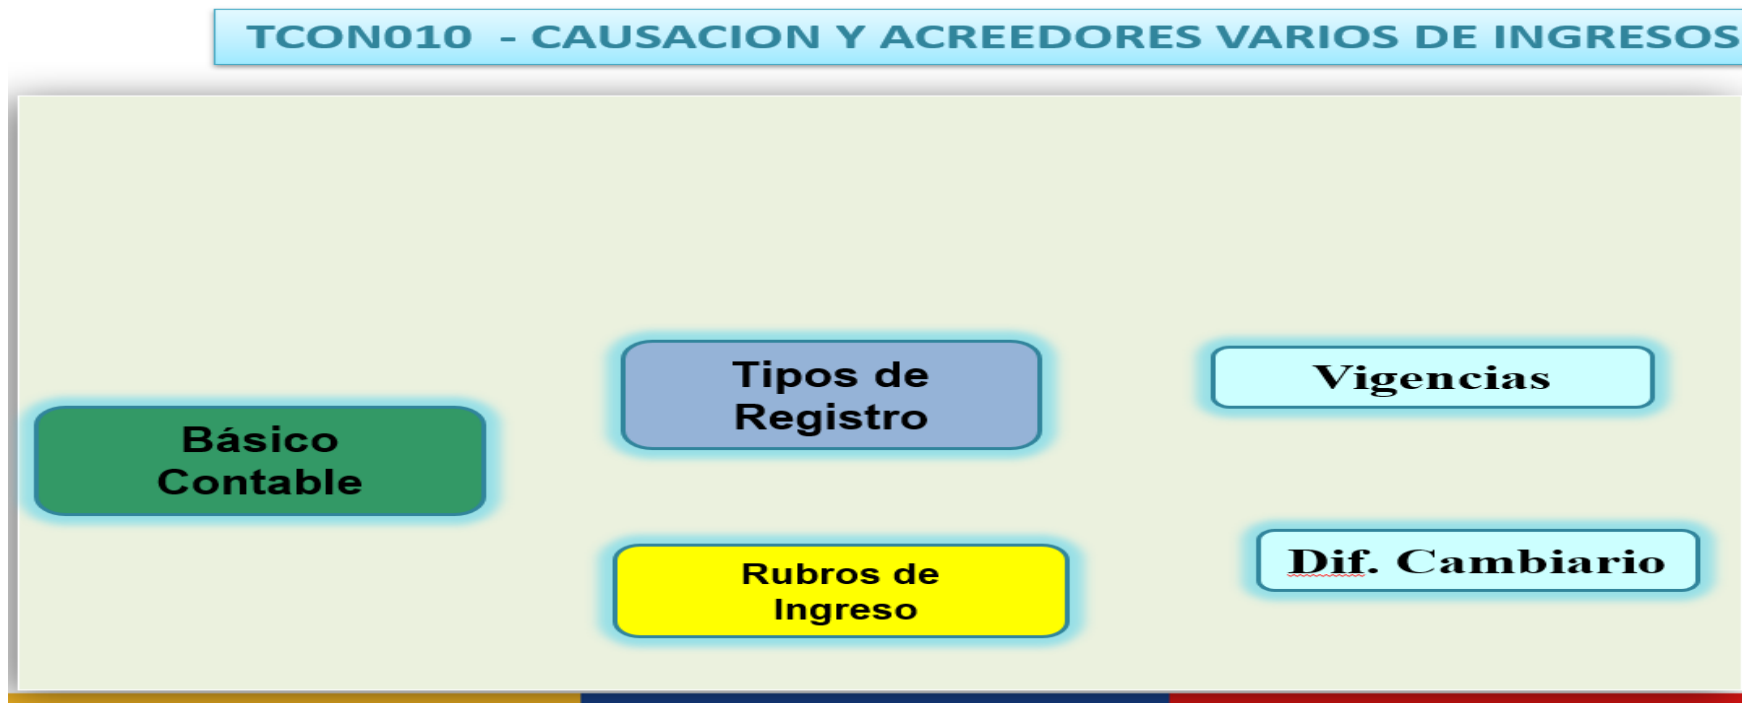 TCON010 - CAUSACION Y ACREEDORES VARIOS DE INGRESOS
Básico
Contable
Tipos de
Registro
Rubros de
Ingreso
Vigencias
Dif. Cambiario